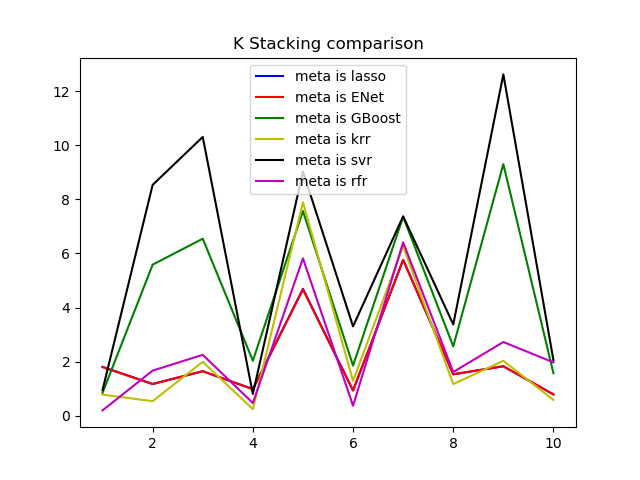 K Stacking comparison
meta is lasso
meta is ENet
meta is GBoost
meta is krr
meta is svr
meta is rfr
12
10
8
6
4
2
0
2 4 6 8 10